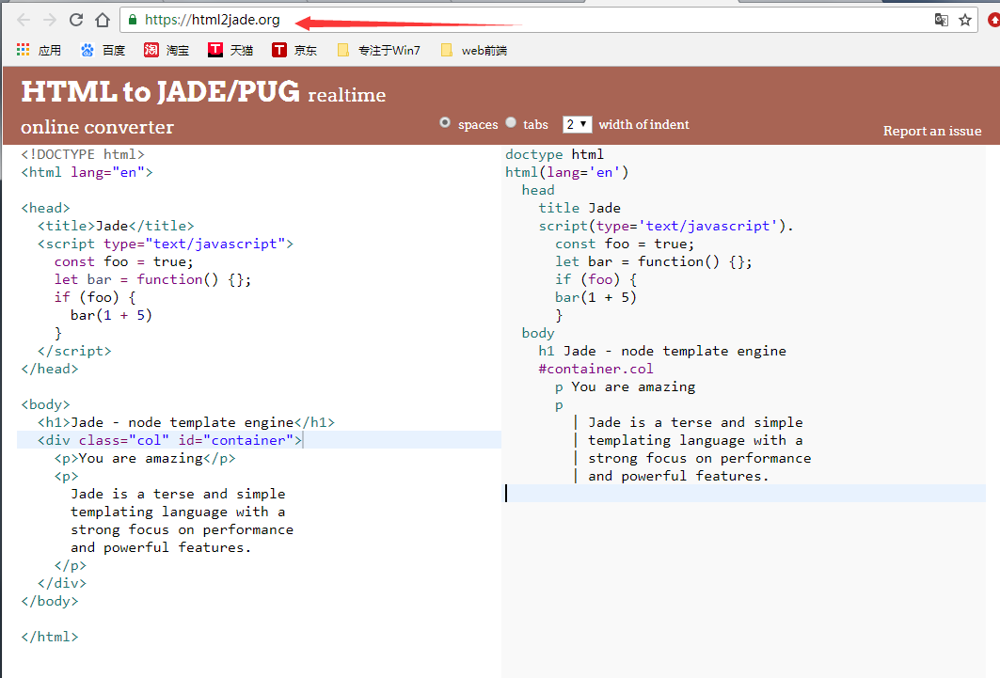 https://html2jade.org
应用 百度 淘 淘宝 T 天猫 T 京东 专注于Win7 web前端
HTML to JADE/PUG realtime
online converter
spaces tabs 2 width of indent
Report an issue
<!DOCTYPE html>
<html lang="en">
<head>
<title>Jade</title>
<script type="text/javascript">
const foo = true;
let bar = function() {};
if (foo) {
bar(1 + 5)
}
</script>
</head>
<body>
<h1>Jade - node template engine</h1>
<div class="col" id="container">
<p>You are amazing</p>
<p>
Jade is a terse and simple
templating language with a
strong focus on performance
and powerful features.
</p>
</div>
</body>
</html>
doctype html
html(lang='en')
head
title Jade
script(type='text/javascript').
const foo = true;
let bar = function() {};
if (foo) {
bar(1 + 5)
}
body
h1 Jade - node template engine
#container.col
p You are amazing
p
| Jade is a terse and simple
| templating language with a
| strong focus on performance
| and powerful features.